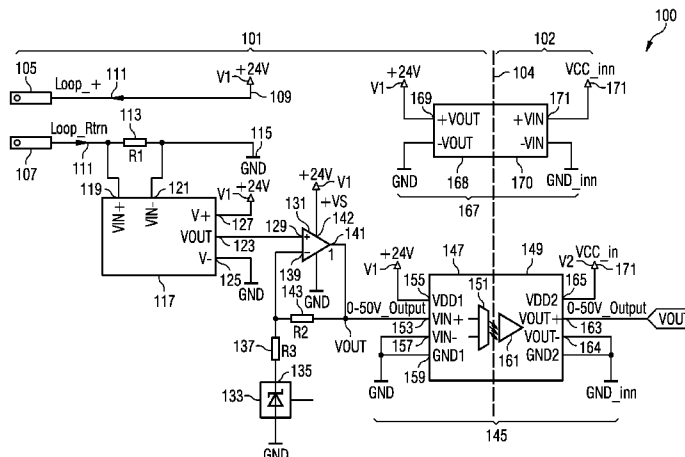 100
101
102
105
Loop_+
111
+24V
V1
109
104
+24V
V1
VCC_inn
171
Loop_Rtrn
113
107
111
R1
115
GND
169
+VOUT
+VIN
171
-VOUT
-VIN
168
170
GND
GND_inn
167
119
VIN+
121
VIN-
+24V
V1
V+
127
VOUT
123
V-
125
GND
117
+24V
V1
131
+VS
142
129
+
141
-
139
1
GND
143
R2
0-50V_Output
VOUT
137
R3
135
133
GND
+24V
V1
147
149
VCC_in
V2
171
155
VDD1
151
VDD2
165
VIN+
VOUT+
0-50V_Output
153
163
VOUT
VIN-
VOUT-
157
164
161
GND1
GND2
159
GND
GND_inn
145